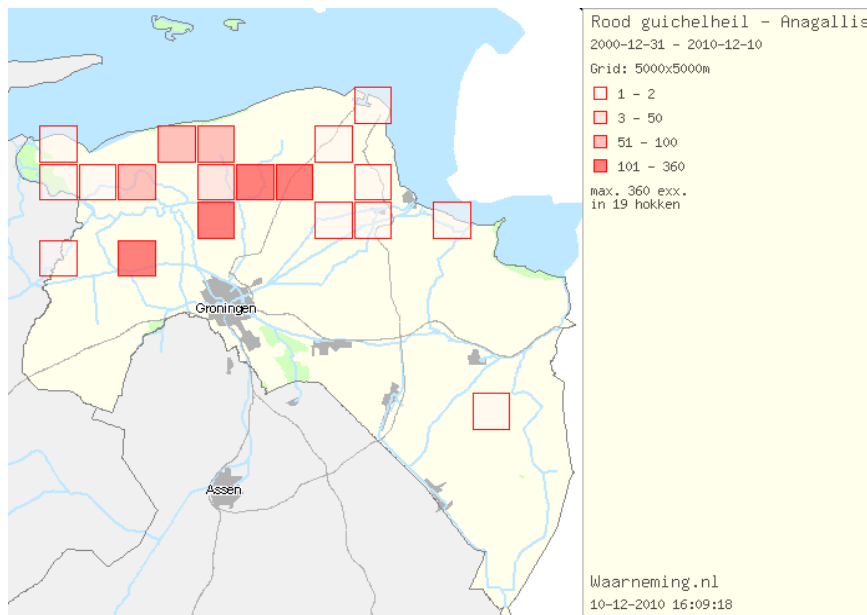 Rood guichelheil - Anagallis
2000-12-31 - 2010-12-10
Grid: 5000x5000m
1 - 2
3 - 50
51 - 100
101 - 360
max. 360 exx.
in 19 hokken
Groningen
Assen
Waarneming.nl
10-12-2010 16:09:18